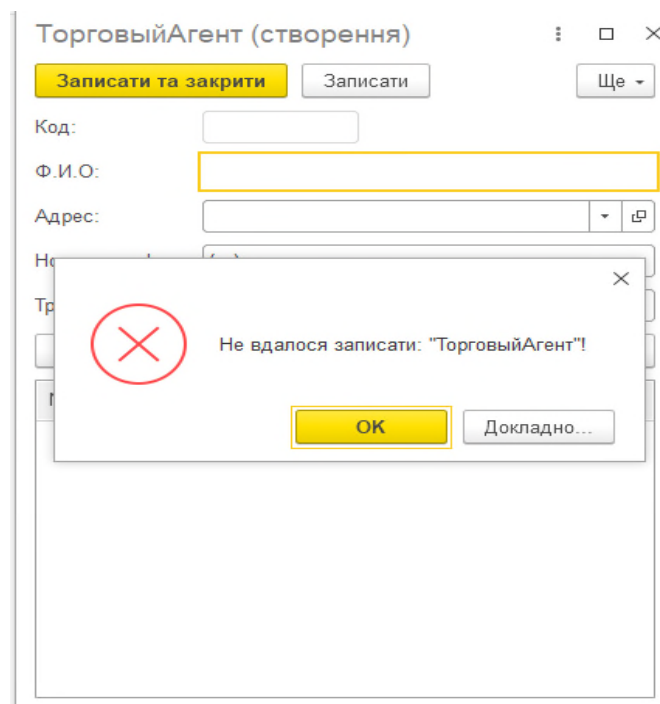 ТорговыйАгент (створення)
Записати та закрити
Записати
Ще
Код:
Ф.И.О:
Адрес:
Не вдалося записати: "ТорговыйАгент"!
OK
Докладно...